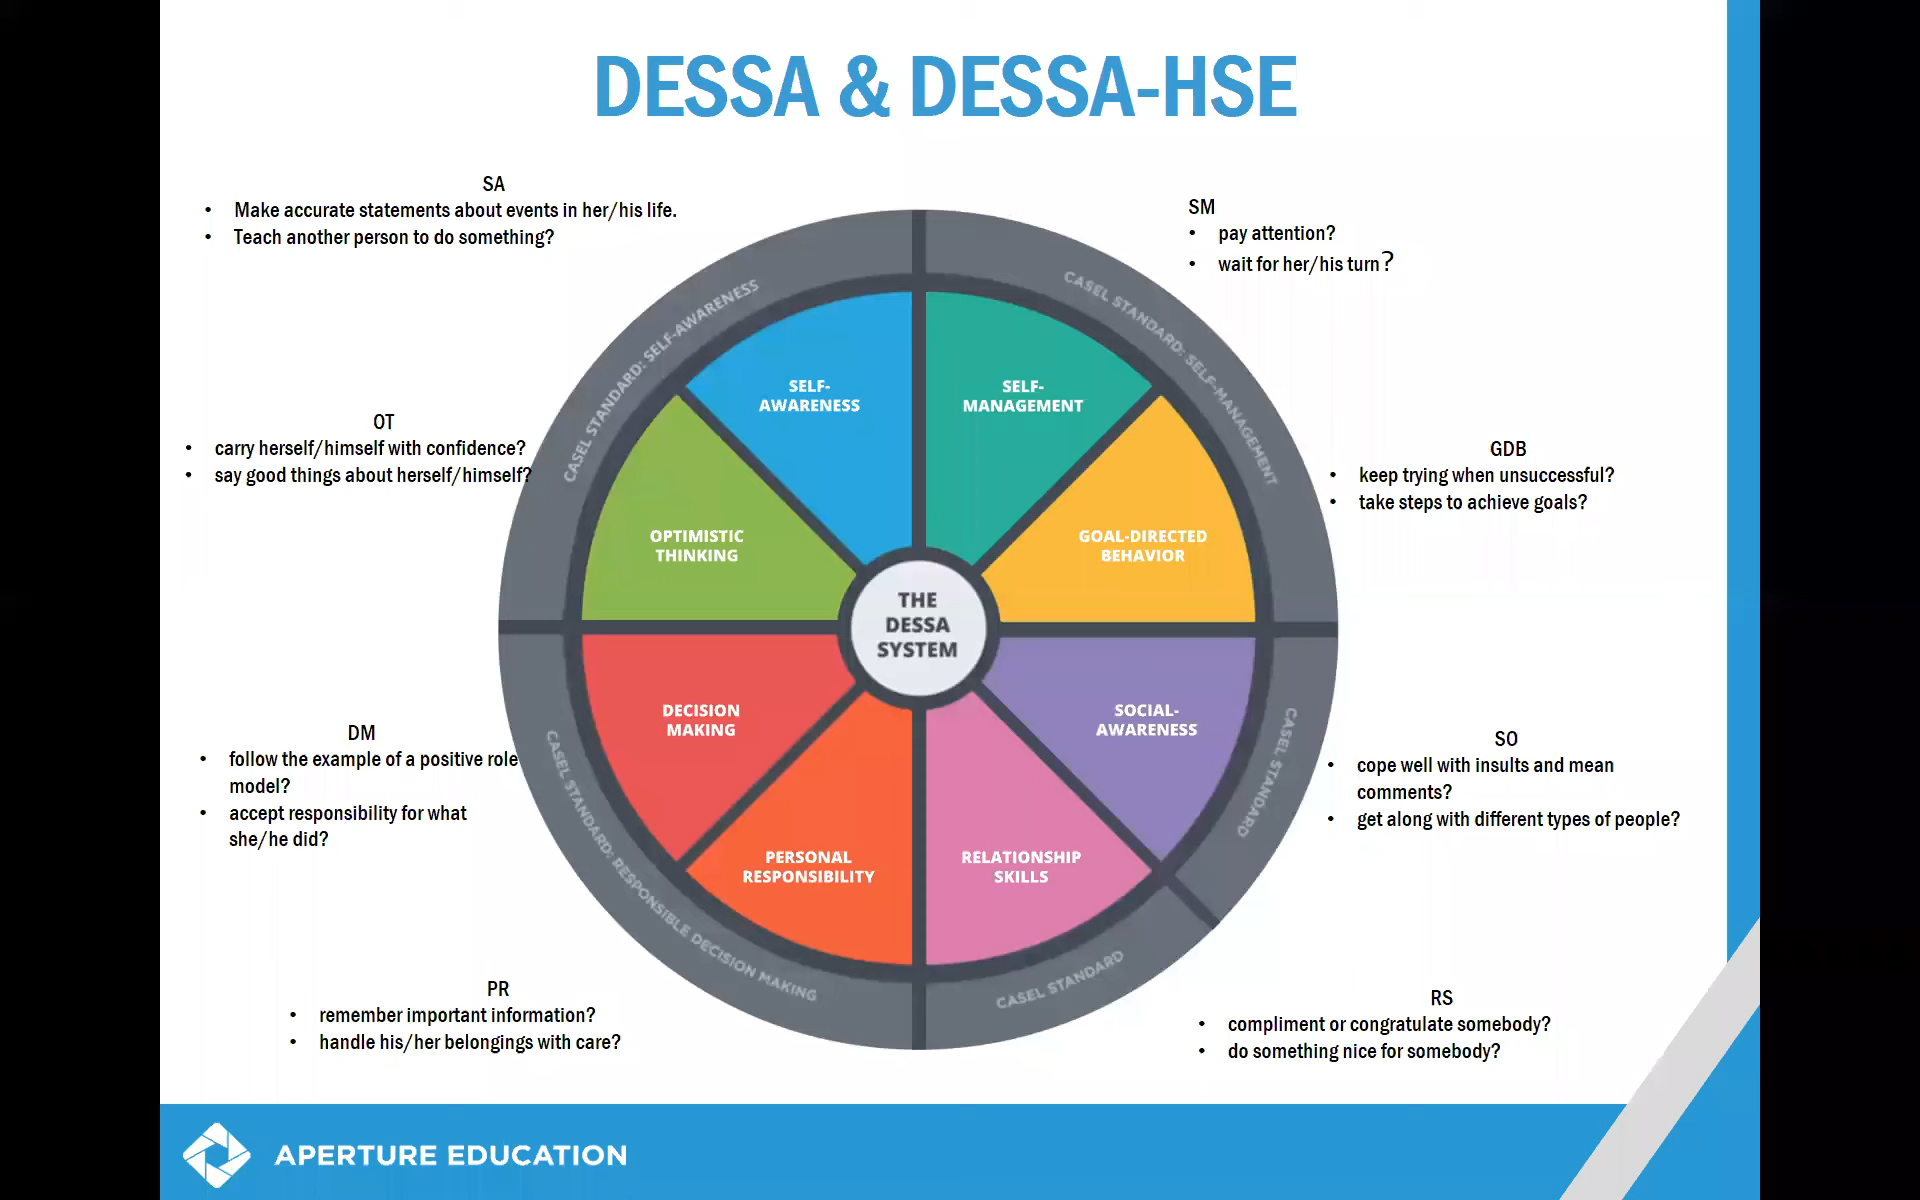 DESSA & DESSA-HSE
SA
• Make accurate statements about events in her/his life.
• Teach another person to do something?
SM
• pay attention?
• wait for her/his turn?
OT
• carry herself/himself with confidence?
• say good things about herself/himself?
GDB
• keep trying when unsuccessful?
• take steps to achieve goals?
DM
• follow the example of a positive role
model?
• accept responsibility for what
she/he did?
SO
• cope well with insults and mean
comments?
• get along with different types of people?
PR
• remember important information?
• handle his/her belongings with care?
RS
• compliment or congratulate somebody?
• do something nice for somebody?
CASEL STANDARD: SELF-AWARENESS
CASEL STANDARD: SELF-MANAGEMENT
CASEL STANDARD
CASEL STANDARD
CASEL STANDARD: RESPONSIBLE DECISION MAKING
SELF-
AWARENESS
SELF-
MANAGEMENT
OPTIMISTIC
THINKING
GOAL-DIRECTED
BEHAVIOR
THE
DESSA
SYSTEM
DECISION
MAKING
SOCIAL-
AWARENESS
PERSONAL
RESPONSIBILITY
RELATIONSHIP
SKILLS
APERTURE EDUCATION